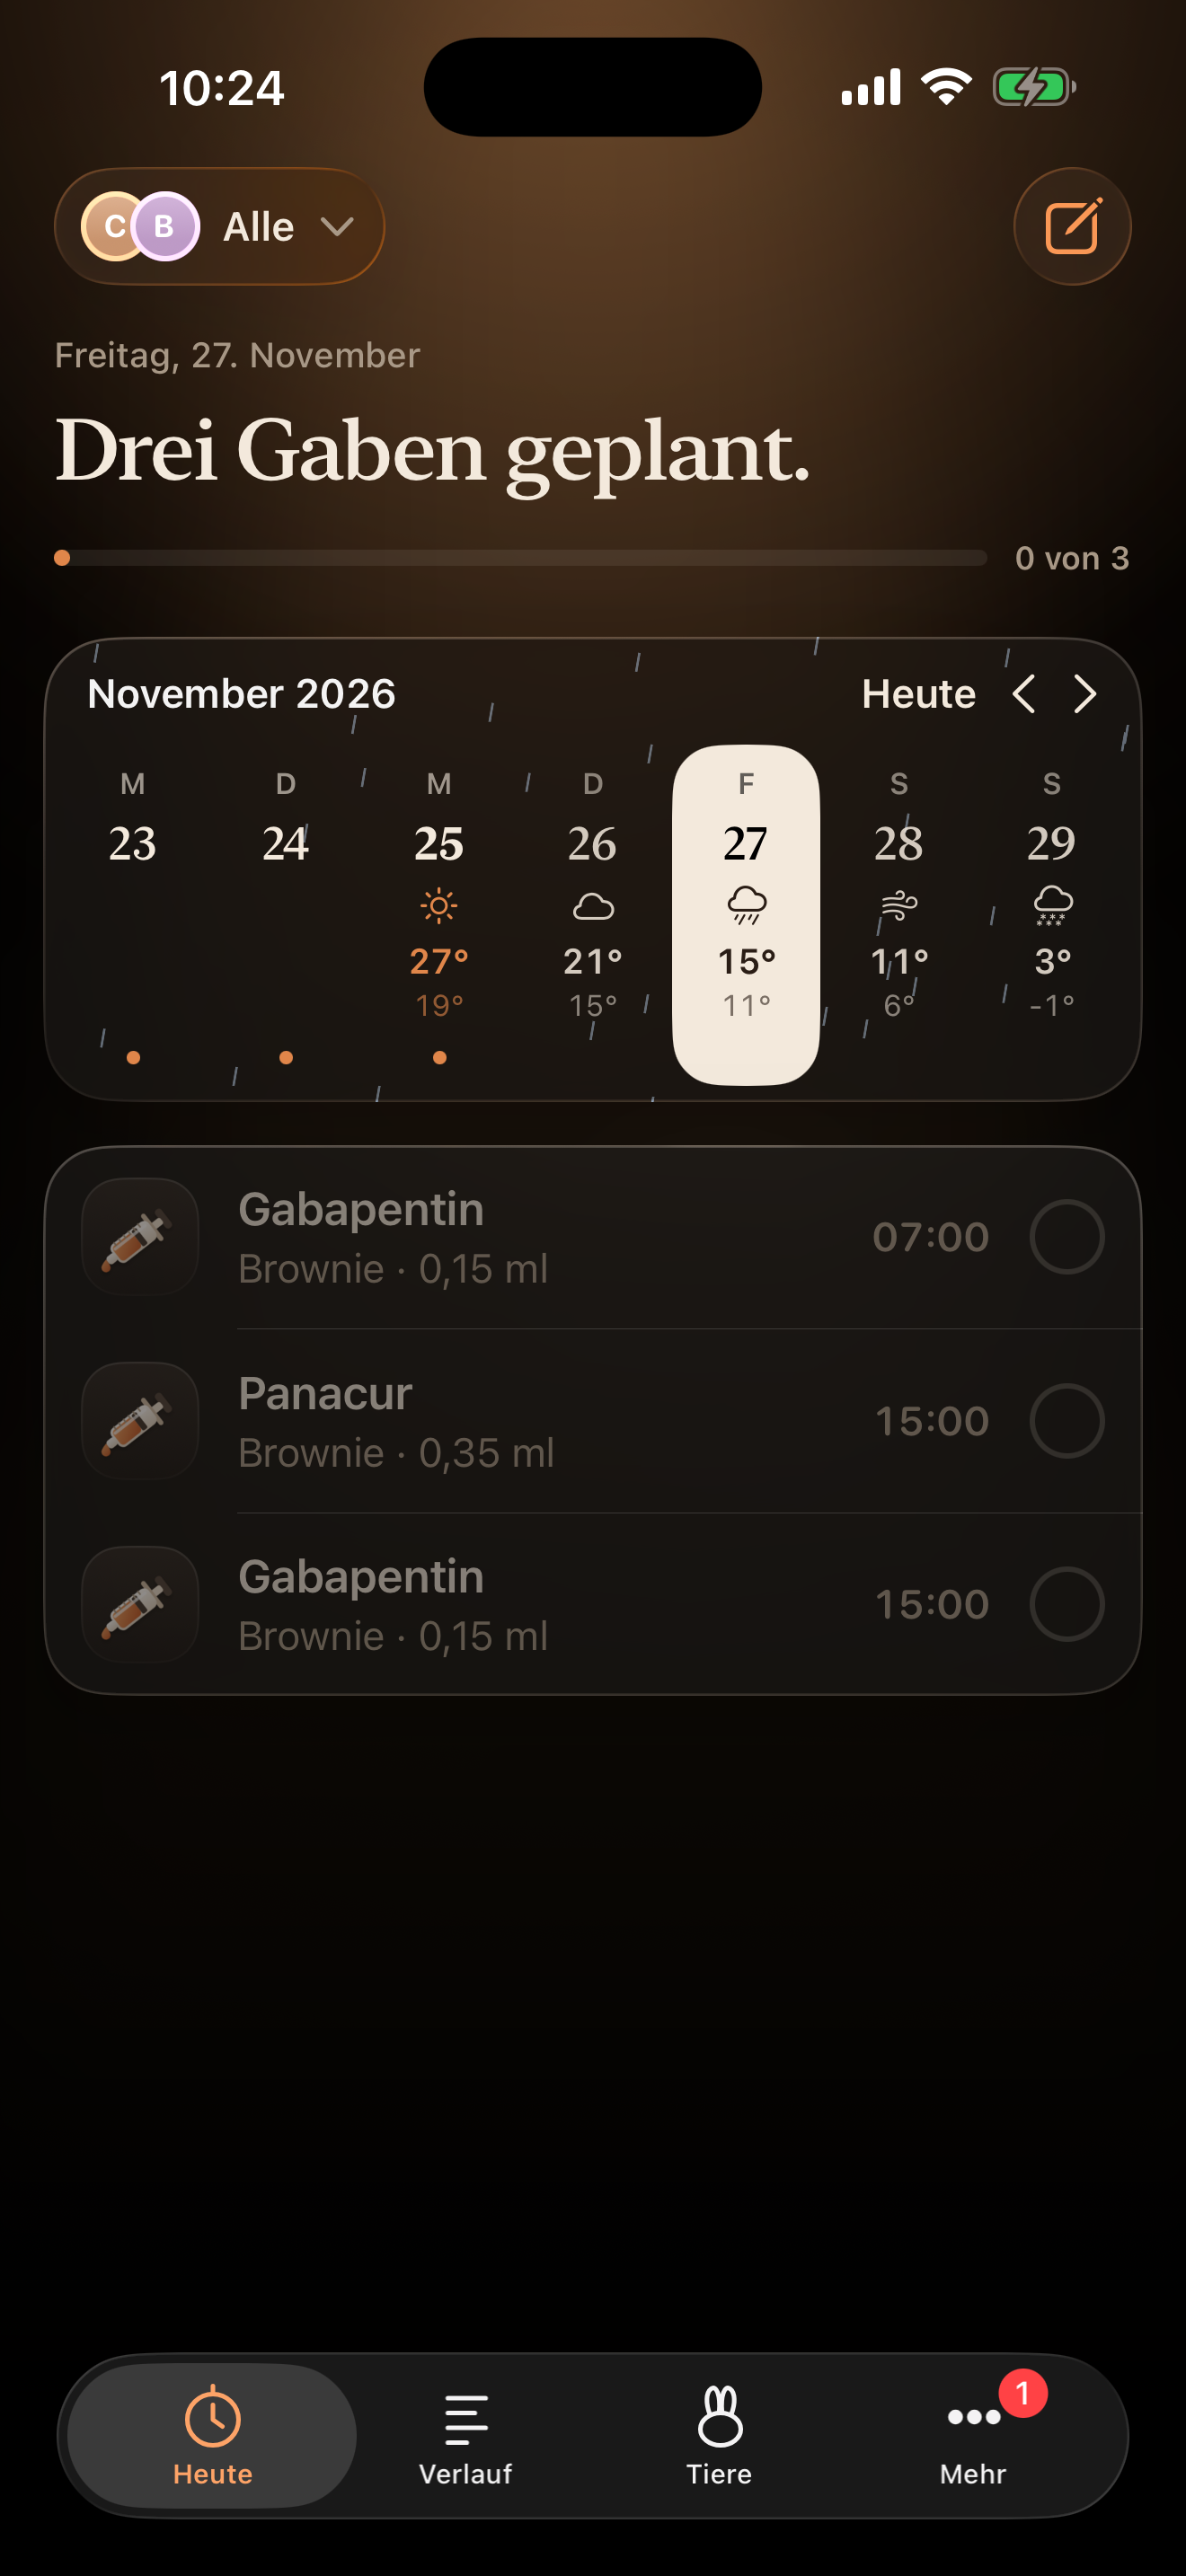 10:24
C B Alle
Freitag, 27. November
Drei Gaben geplant.
0 von 3
November 2026 Heute
M D M D F S S
23 24 25 26 27 28 29
27° 21° 15° 11° 3°
19° 15° 11° 6° -1°
Gabapentin
Brownie · 0,15 ml
07:00
Panacur
Brownie · 0,35 ml
15:00
Gabapentin
Brownie · 0,15 ml
15:00
1
Heute Verlauf Tiere Mehr